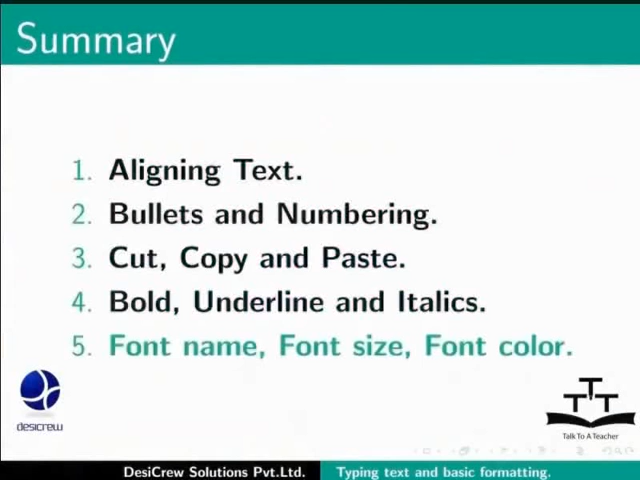 Summary
1. Aligning Text.
2. Bullets and Numbering.
3. Cut, Copy and Paste.
4. Bold, Underline and Italics.
5. Font name, Font size, Font color.
desicrew
TTT
Talk To A Teacher
DesiCrew Solutions Pvt.Ltd. Typing text and basic formatting.